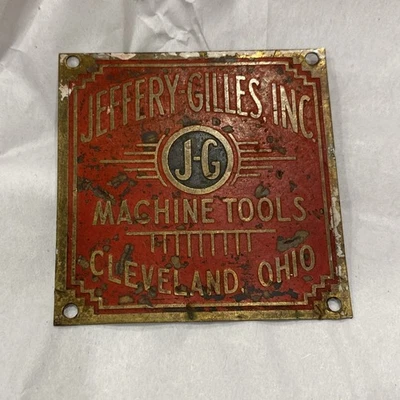 JEFFERY-GILLES, INC.
J-G
MACHINE TOOLS
CLEVELAND, OHIO